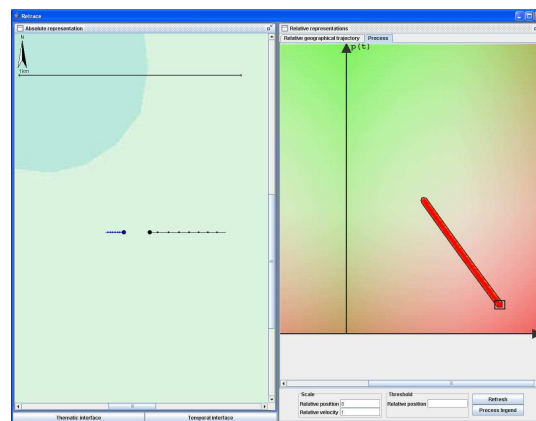 Retrace
Absolute representation
N
1km
Thematic interface
Temporal interface
Relative representations
Relative geographical trajectory
Process
p(t)
Scale
Relative position
Relative velocity 1
Threshold
Relative position
Refresh
Process legend